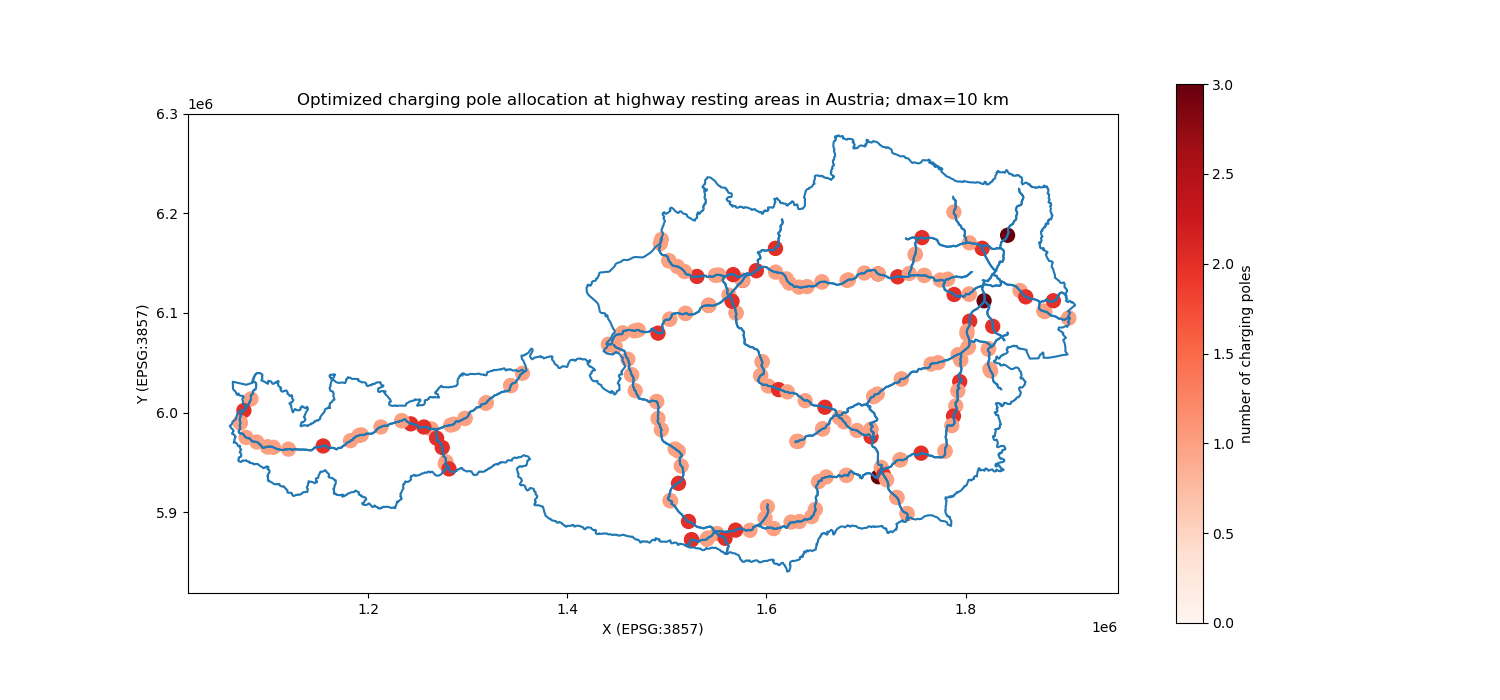 Optimized charging pole allocation at highway resting areas in Austria; dmax=10 km
1e6
6.3
6.2
6.1
6.0
5.9
Y (EPSG:3857)
1.2
1.4
1.6
1.8
X (EPSG:3857)
1e6
3.0
2.5
2.0
1.5
1.0
0.5
0.0
number of charging poles